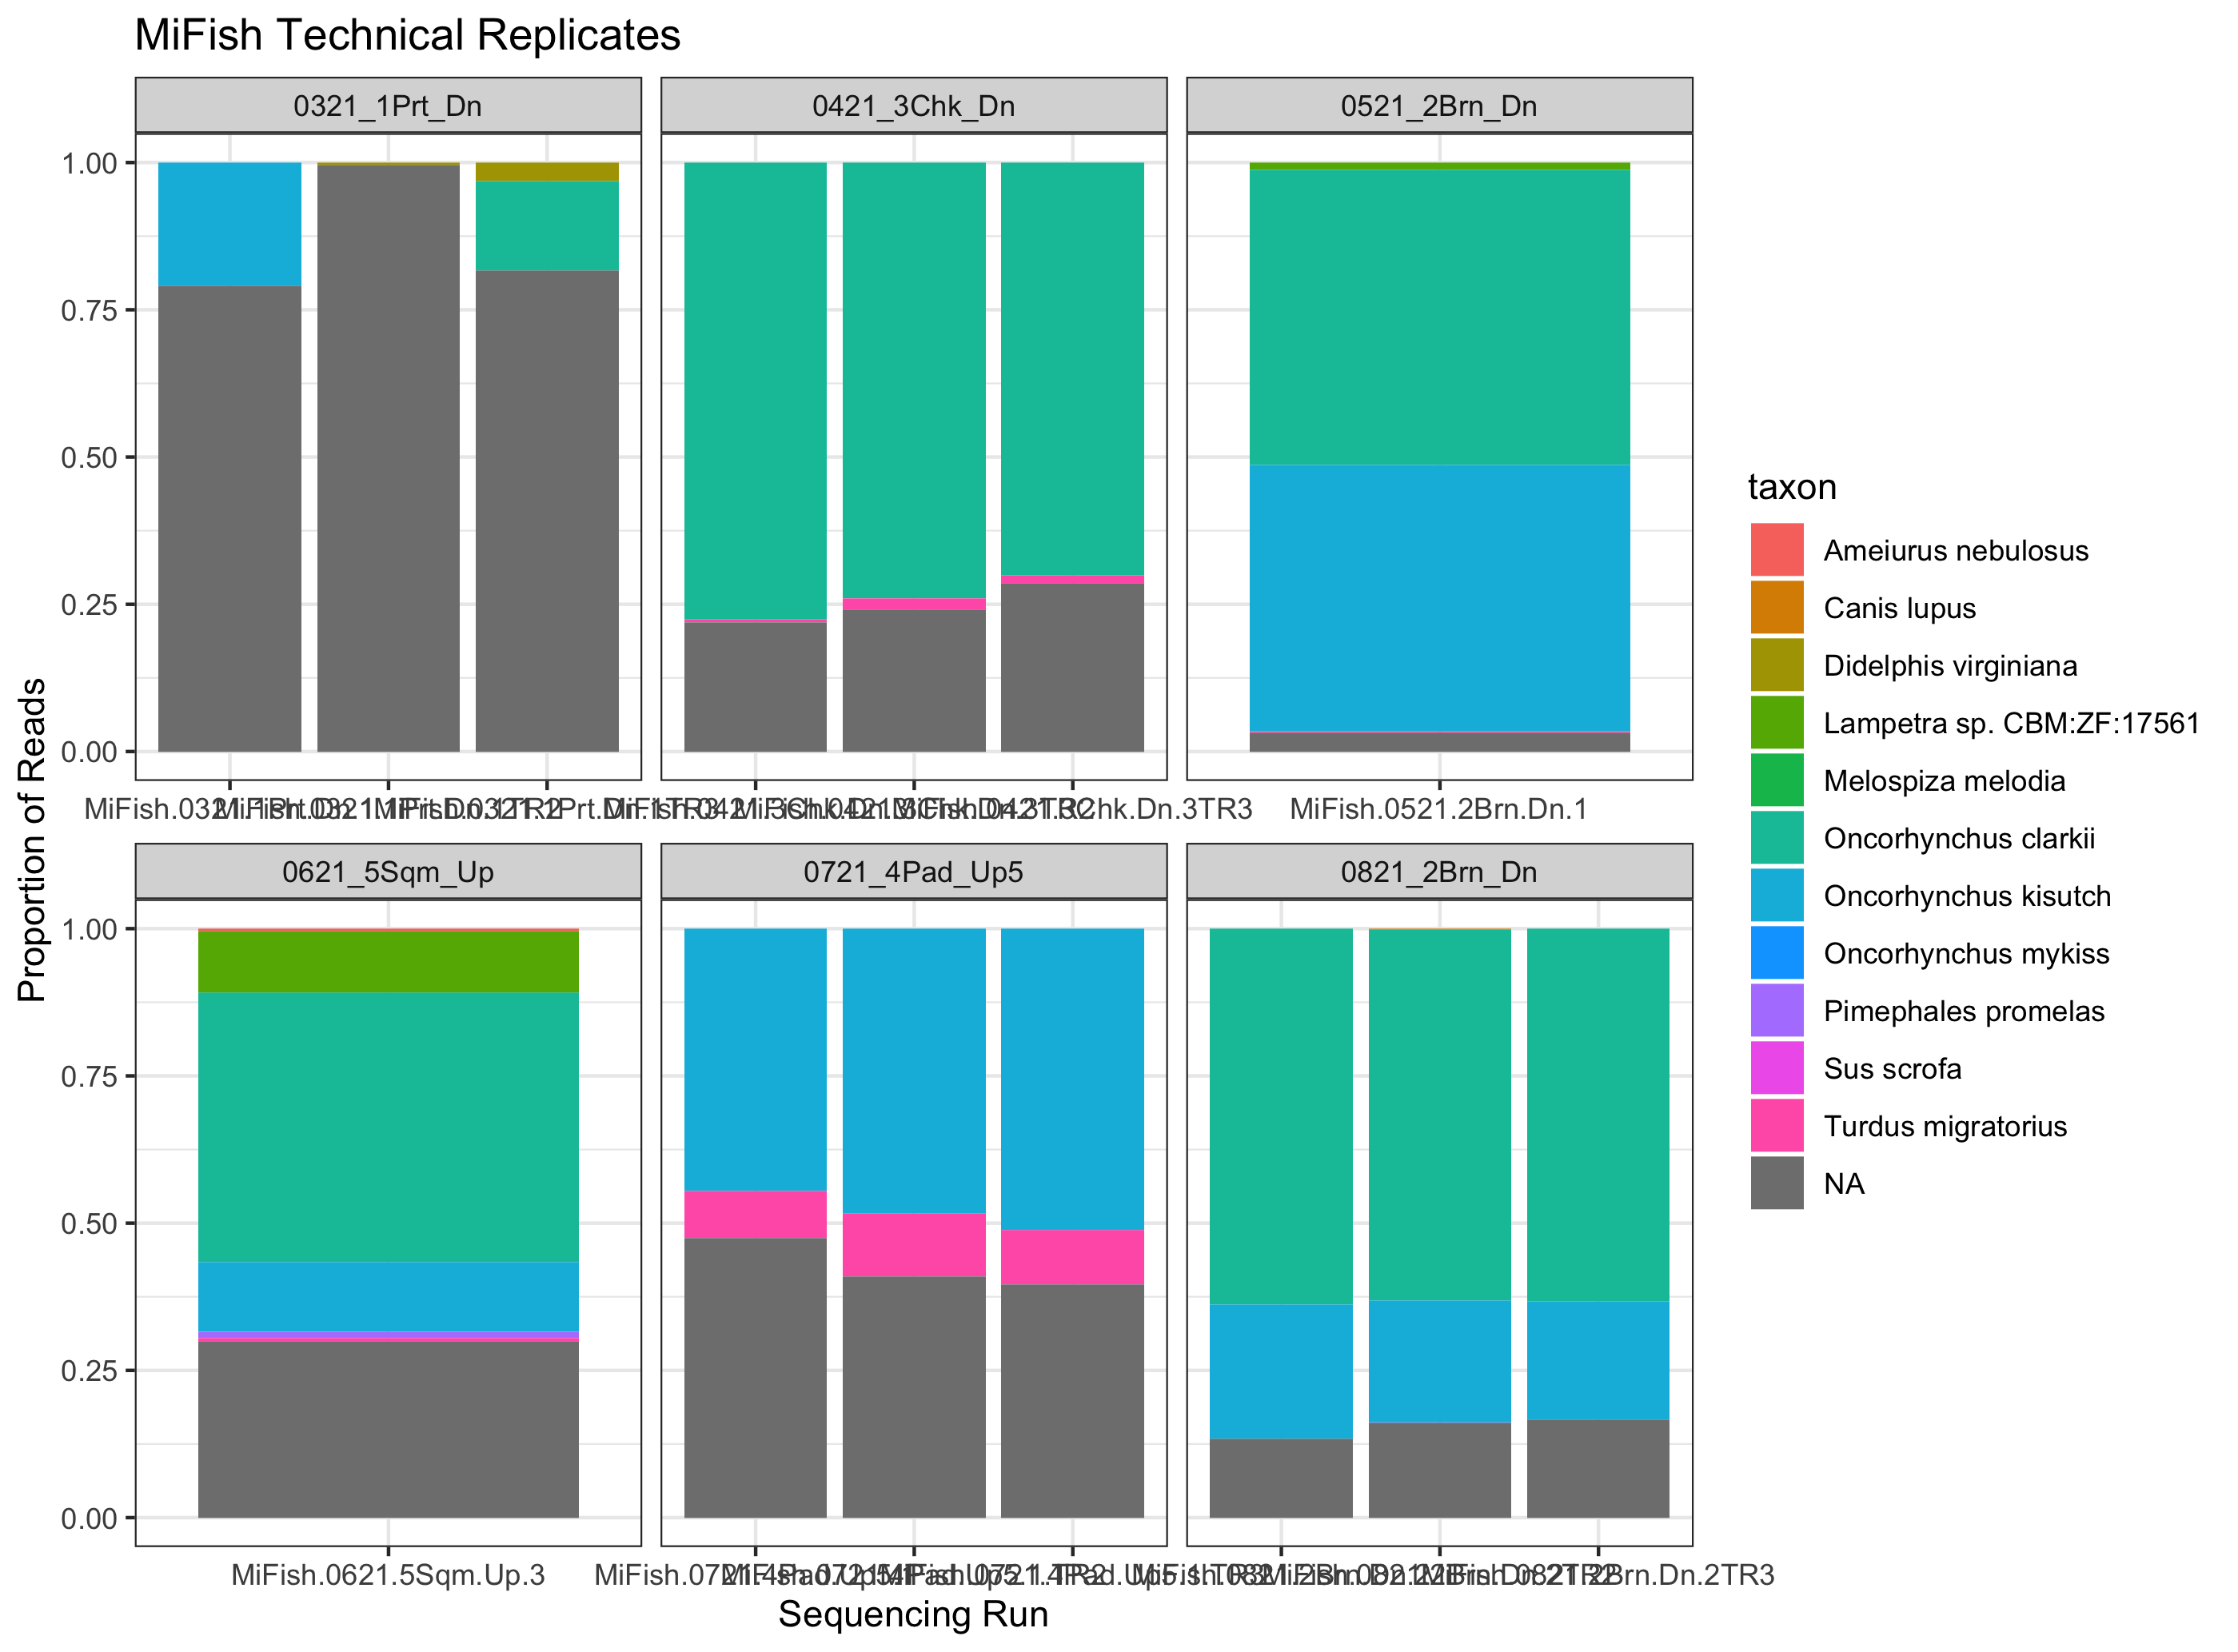 MiFish Technical Replicates
0321_1Prt_Dn
0421_3Chk_Dn
0521_2Brn_Dn
1.00
0.75
0.50
0.25
0.00
MiFish.0521.2Brn.Dn.1
0621_5Sqm_Up
0721_4Pad_Up5
0821_2Brn_Dn
1.00
0.75
0.50
0.25
0.00
MiFish.0621.5Sqm.Up.3
Sequencing Run
Proportion of Reads
taxon
Ameiurus nebulosus
Canis lupus
Didelphis virginiana
Lampetra sp. CBM:ZF:17561
Melospiza melodia
Oncorhynchus clarkii
Oncorhynchus kisutch
Oncorhynchus mykiss
Pimephales promelas
Sus scrofa
Turdus migratorius
NA